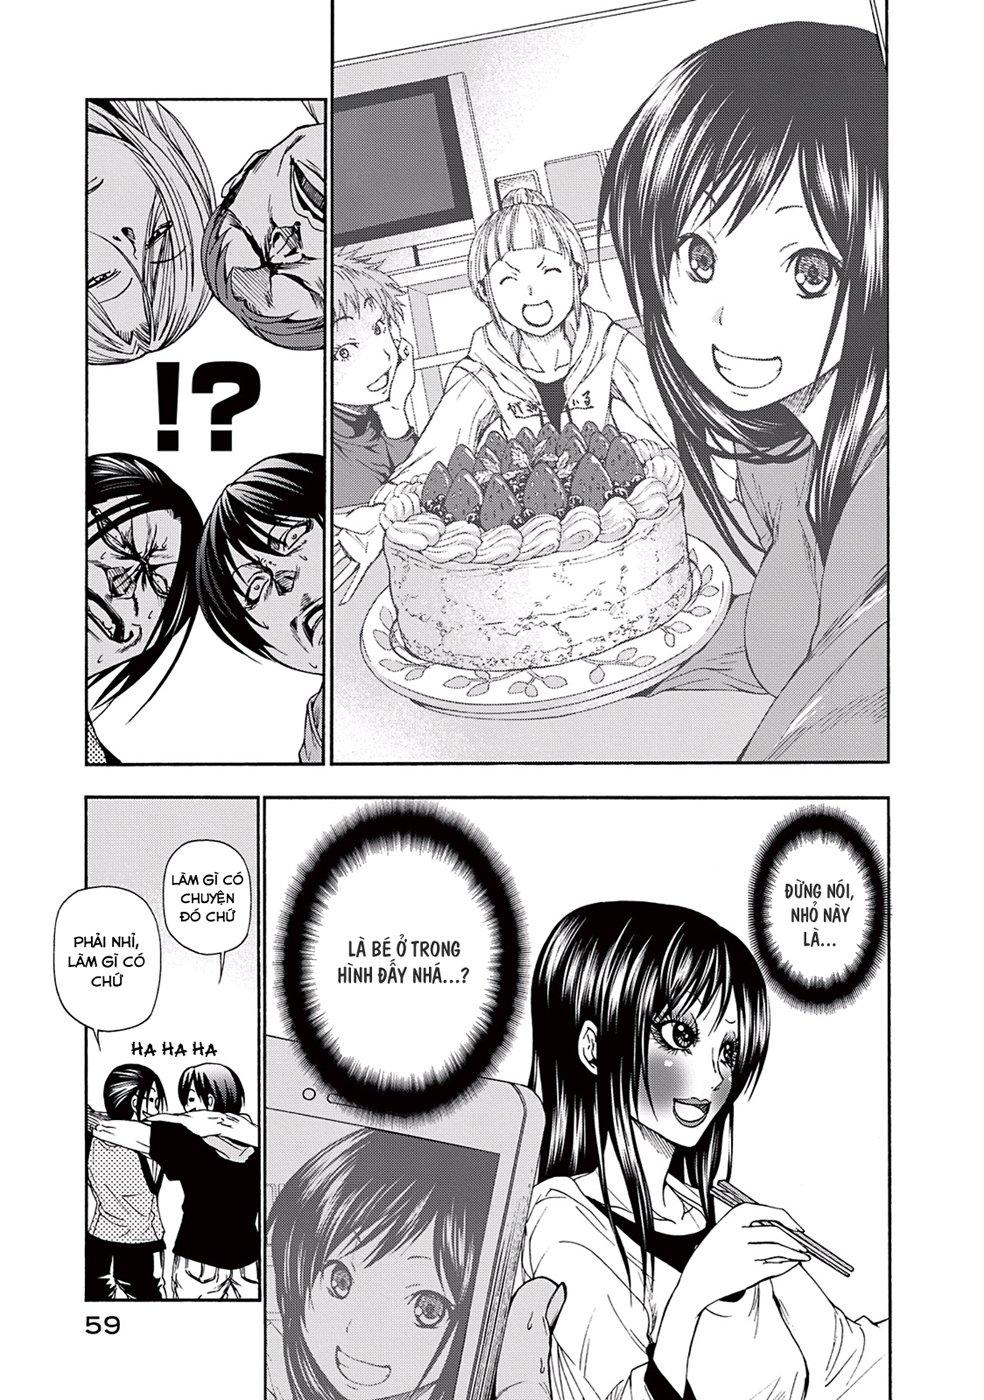 !?
ĐỪNG NÓI,
NHỎ NÀY
LÀ...
LÀ BÉ Ở TRONG
HÌNH ĐẤY NHÁ...?
LÀM GÌ CÓ
CHUYỆN
ĐÓ CHỨ
PHẢI NHỈ,
LÀM GÌ CÓ
CHỨ
HA HA HA
59